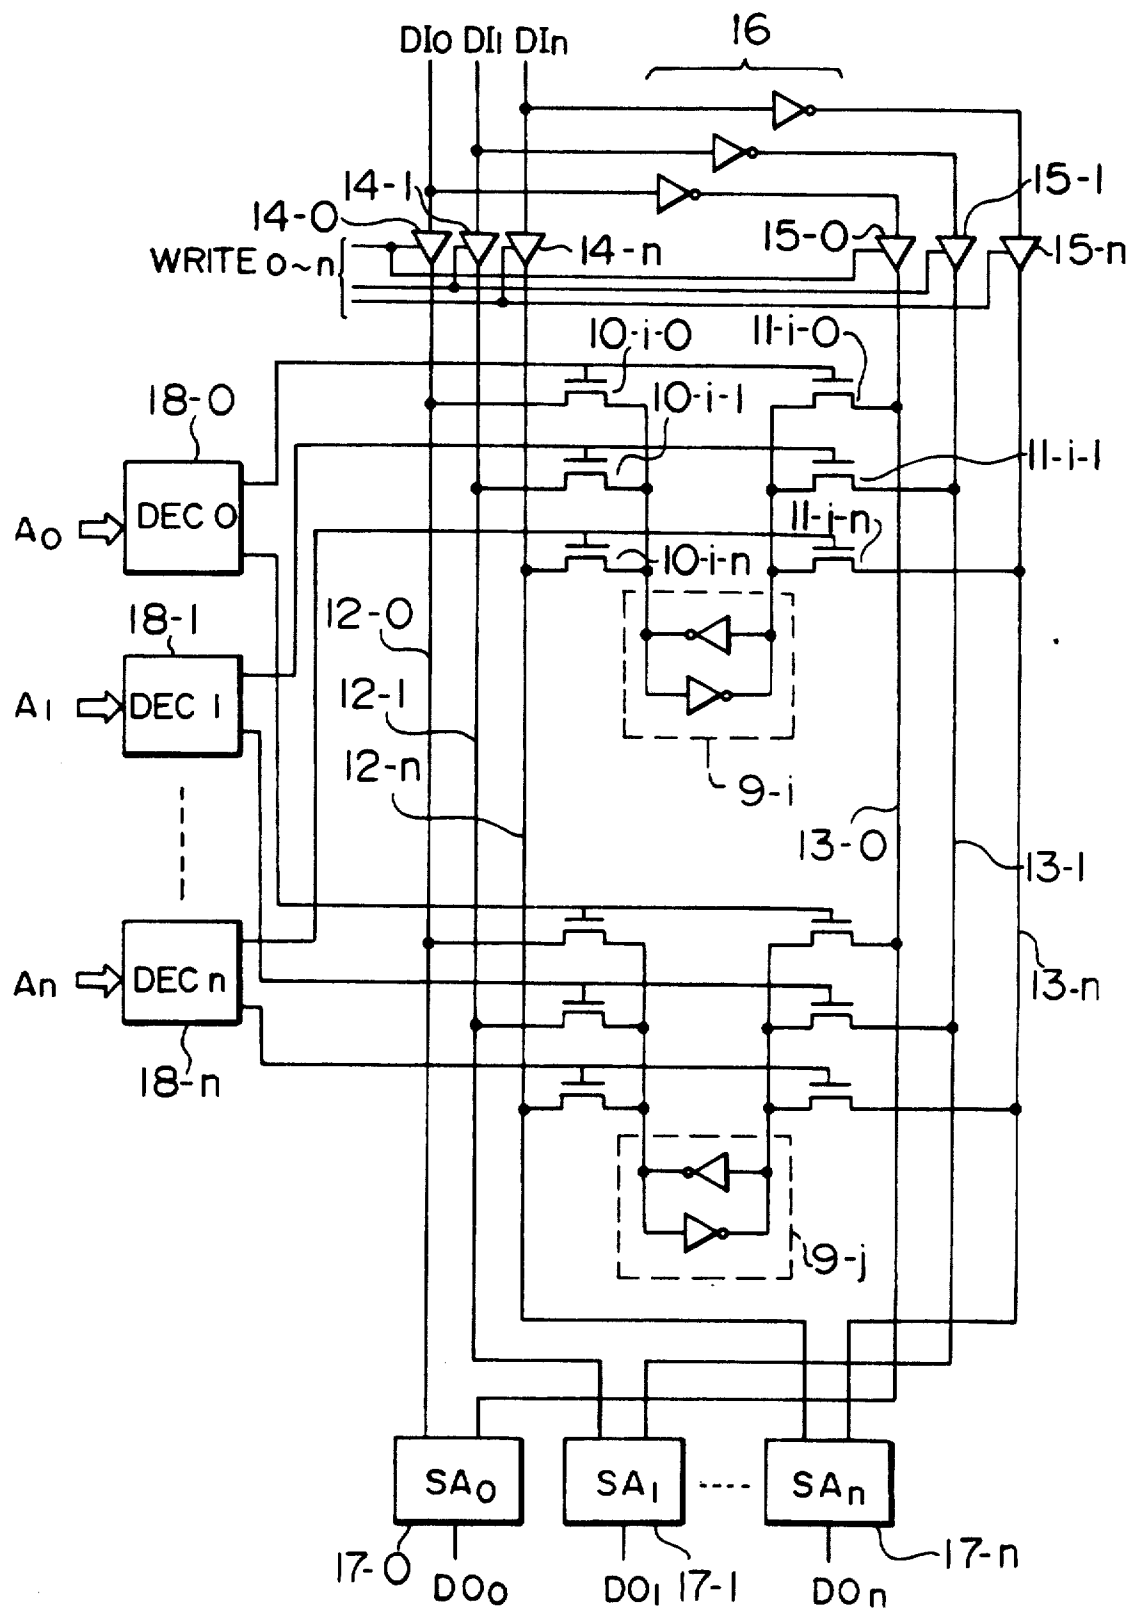 16
DI0 DI1 DIn
14-1
15-1
14-0
15-0
WRITE 0~n
14-n
15-n
10-i-0
11-i-0
18-0
10-i-1
11-i-1
DEC 0
A0
11-i-n
10-i-n
12-0
18-1
12-1
A1
DEC 1
12-n
9-i
13-0
13-1
An
DEC n
13-n
18-n
9-j
SA0
SA1
----
SAn
17-0
DO0
DO1
17-1
DOn
17-n